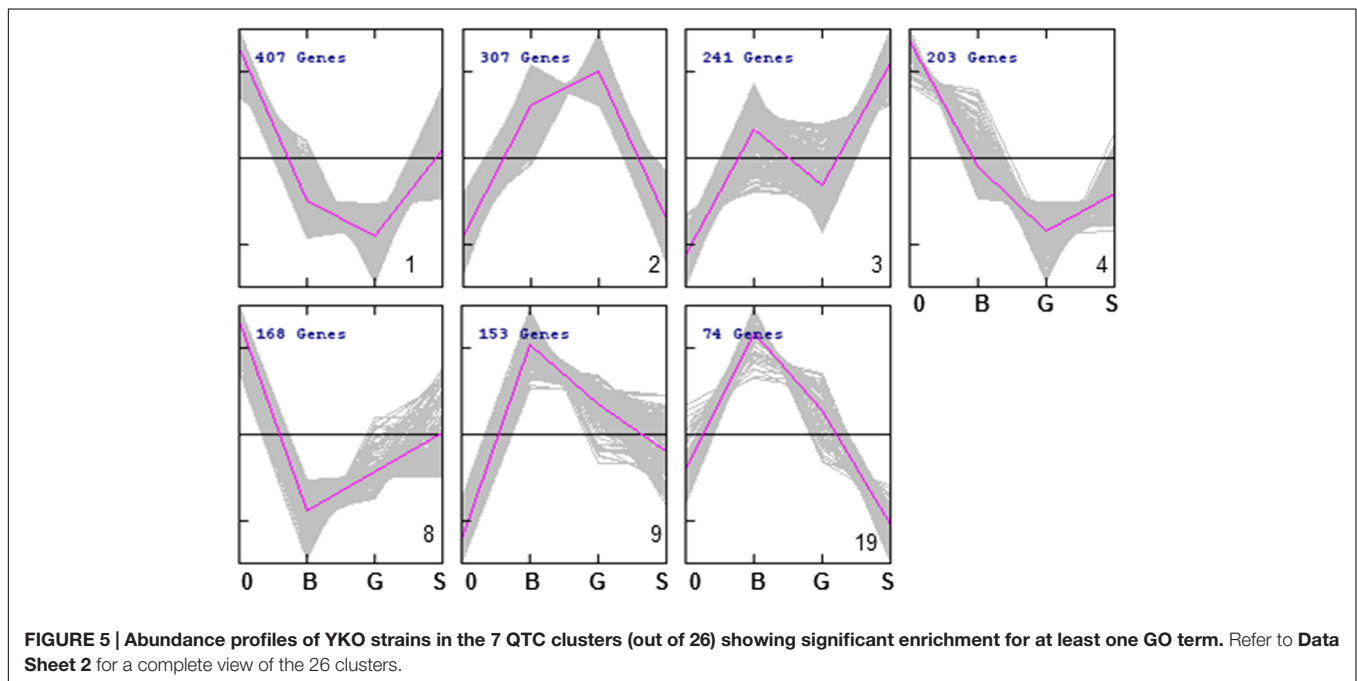 407 Genes
307 Genes
241 Genes
203 Genes
1
2
3
4
0 B G S
168 Genes
153 Genes
74 Genes
8
9
19
0 B G S
0 B G S
0 B G S
FIGURE 5 | Abundance profiles of YKO strains in the 7 QTC clusters (out of 26) showing significant enrichment for at least one GO term. Refer to Data
Sheet 2 for a complete view of the 26 clusters.